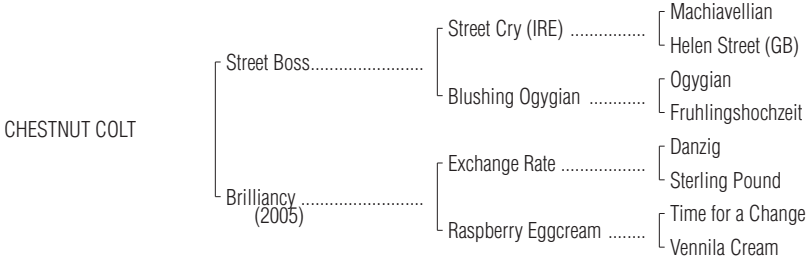 Machiavellian
Street Cry (IRE) ................
Helen Street (GB)
Street Boss........................
Ogygian
Blushing Ogygian ............
Fruhlingshochzeit
CHESTNUT COLT
Danzig
Exchange Rate ..................
Sterling Pound
Brilliancy ..........................
(2005)
Time for a Change
Raspberry Eggcream ........
Vennila Cream